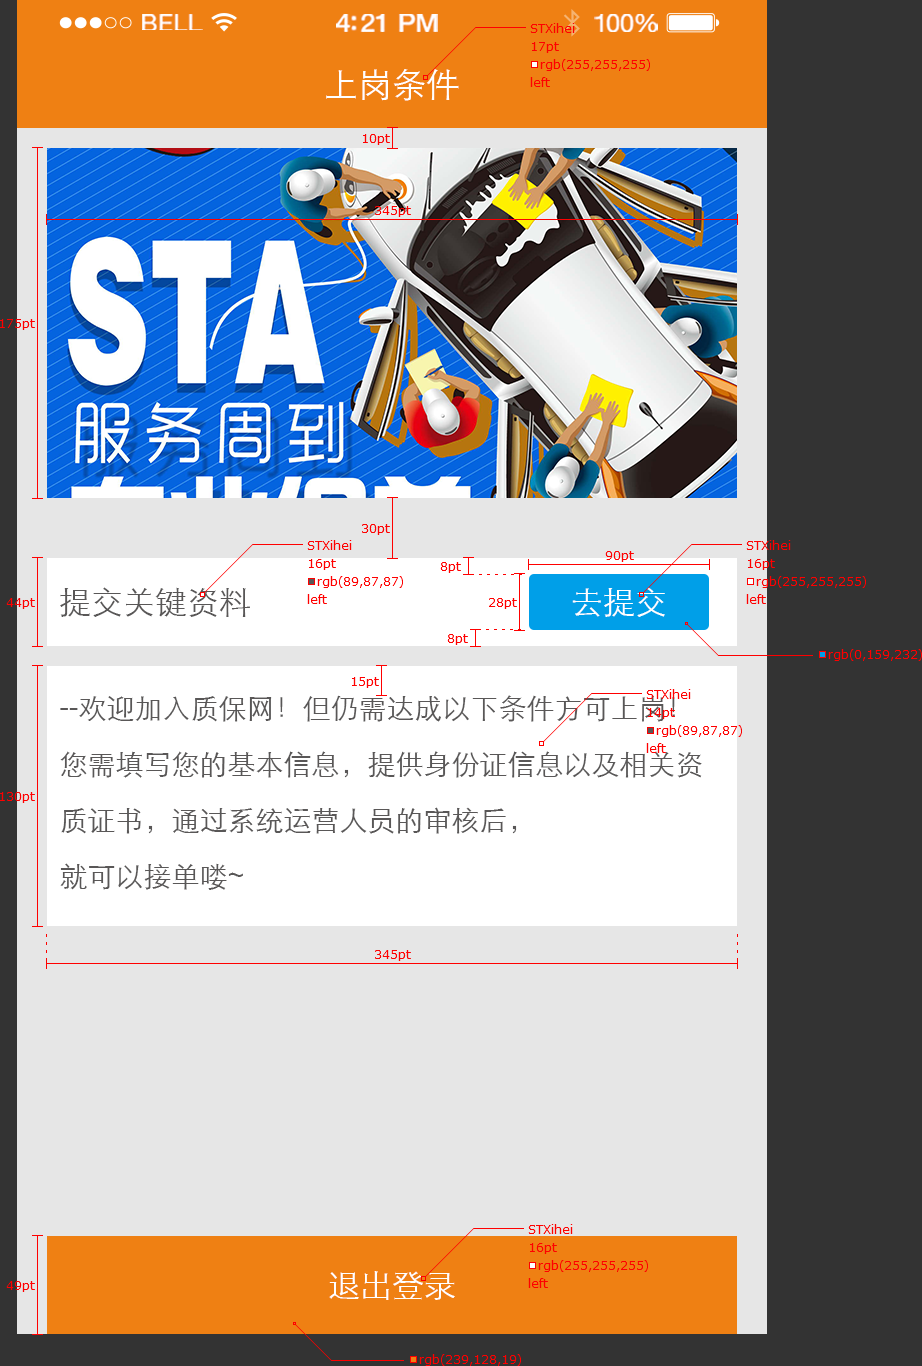 BELL 4:21 PM 100%
STXihei
17pt
rgb(255,255,255)
left
上岗条件
10pt
345pt
STA
175pt
服务周到
30pt
STXihei
16pt
rgb(89,87,87)
left
8pt
90pt
STXihei
16pt
rgb(255,255,255)
left
44pt
提交关键资料
28pt
去提交
8pt
rgb(0,159,232)
15pt
STXihei
14pt
rgb(89,87,87)
left
--欢迎加入质保网！但仍需达成以下条件方可上岗！
您需填写您的基本信息，提供身份证信息以及相关资
130pt
质证书，通过系统运营人员的审核后，
就可以接单喽~
345pt
STXihei
16pt
rgb(255,255,255)
left
49pt
退出登录
rgb(239,128,19)